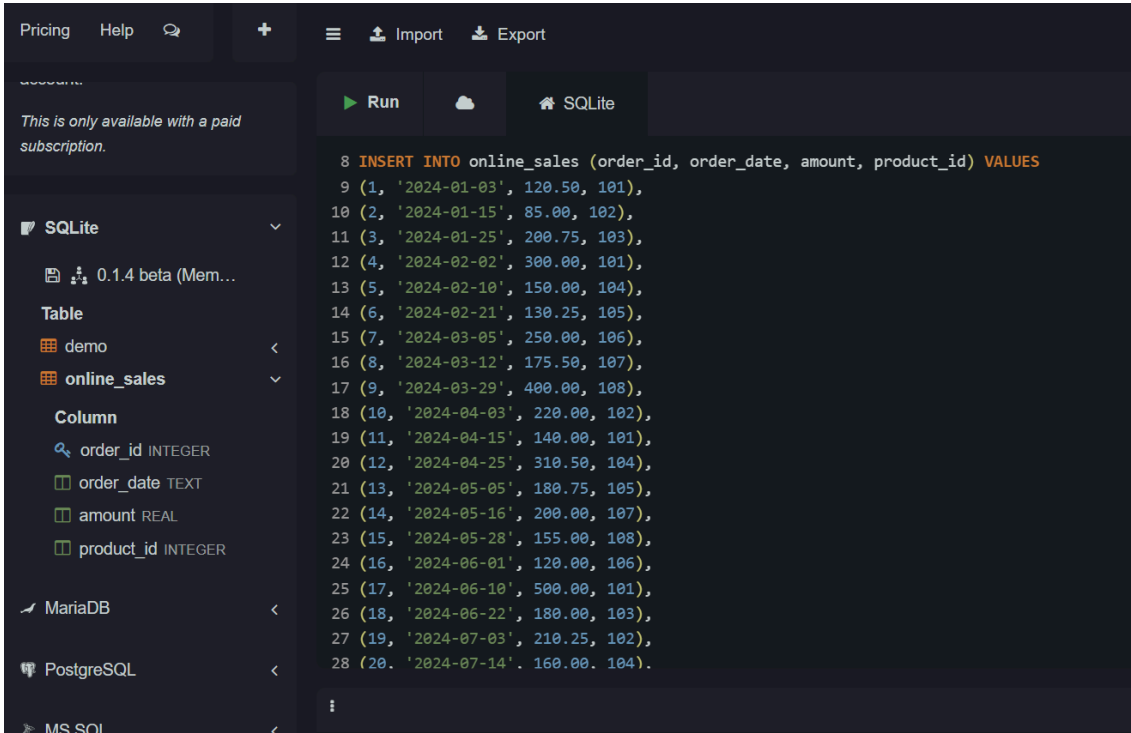 Pricing Help
Import Export
account.
This is only available with a paid
subscription.
SQLite
0.1.4 beta (Mem...
Table
demo
online_sales
Column
order_id INTEGER
order_date TEXT
amount REAL
product_id INTEGER
MariaDB
PostgreSQL
MS SQL
Run SQLite
8 INSERT INTO online_sales (order_id, order_date, amount, product_id) VALUES
9 (1, '2024-01-03', 120.50, 101),
10 (2, '2024-01-15', 85.00, 102),
11 (3, '2024-01-25', 200.75, 103),
12 (4, '2024-02-02', 300.00, 101),
13 (5, '2024-02-10', 150.00, 104),
14 (6, '2024-02-21', 130.25, 105),
15 (7, '2024-03-05', 250.00, 106),
16 (8, '2024-03-12', 175.50, 107),
17 (9, '2024-03-29', 400.00, 108),
18 (10, '2024-04-03', 220.00, 102),
19 (11, '2024-04-15', 140.00, 101),
20 (12, '2024-04-25', 310.50, 104),
21 (13, '2024-05-05', 180.75, 105),
22 (14, '2024-05-16', 200.00, 107),
23 (15, '2024-05-28', 155.00, 108),
24 (16, '2024-06-01', 120.00, 106),
25 (17, '2024-06-10', 500.00, 101),
26 (18, '2024-06-22', 180.00, 103),
27 (19, '2024-07-03', 210.25, 102),
28 (20, '2024-07-14', 160.00, 104),